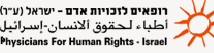 רופאים לזכויות אדם - ישראל (ע"ר)
أطباء لحقوق الانسان-إسرائيل
Physicians For Human Rights - Israel